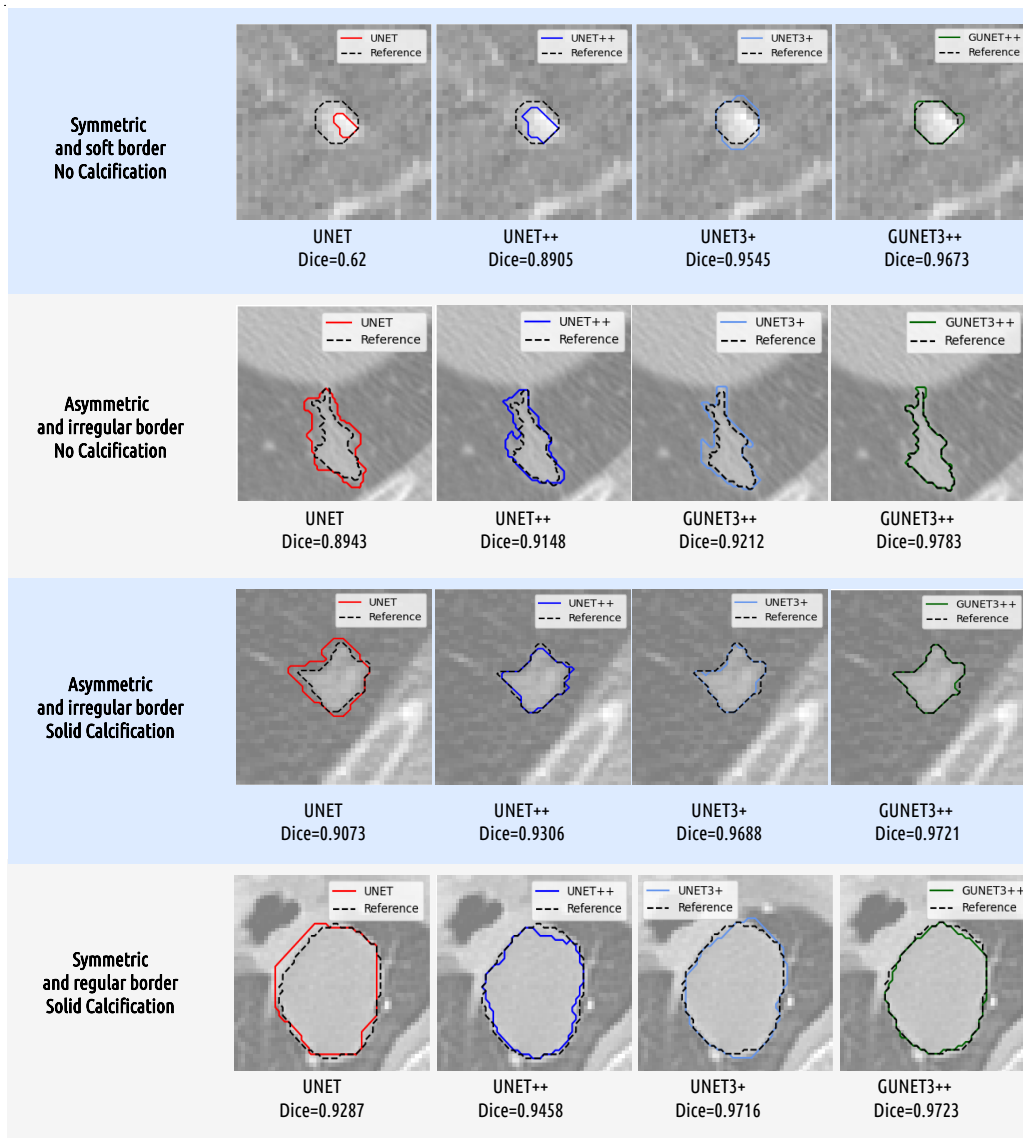 Symmetric
and soft border
No Calcification
UNET
Reference
UNET++
Reference
UNET3+
Reference
GUNET++
Reference
UNET
Dice=0.62
UNET++
Dice=0.8905
UNET3+
Dice=0.9545
GUNET3++
Dice=0.9673
Asymmetric
and irregular border
No Calcification
UNET
Reference
UNET++
Reference
UNET3+
Reference
GUNET3++
Reference
UNET
Dice=0.8943
UNET++
Dice=0.9148
GUNET3++
Dice=0.9212
GUNET3++
Dice=0.9783
Asymmetric
and irregular border
Solid Calcification
UNET
Reference
UNET++
Reference
UNET3+
Reference
GUNET3++
Reference
UNET
Dice=0.9073
UNET++
Dice=0.9306
UNET3+
Dice=0.9688
GUNET3++
Dice=0.9721
Symmetric
and regular border
Solid Calcification
UNET
Reference
UNET++
Reference
UNET3+
Reference
GUNET3++
Reference
UNET
Dice=0.9287
UNET++
Dice=0.9458
UNET3+
Dice=0.9716
GUNET3++
Dice=0.9723